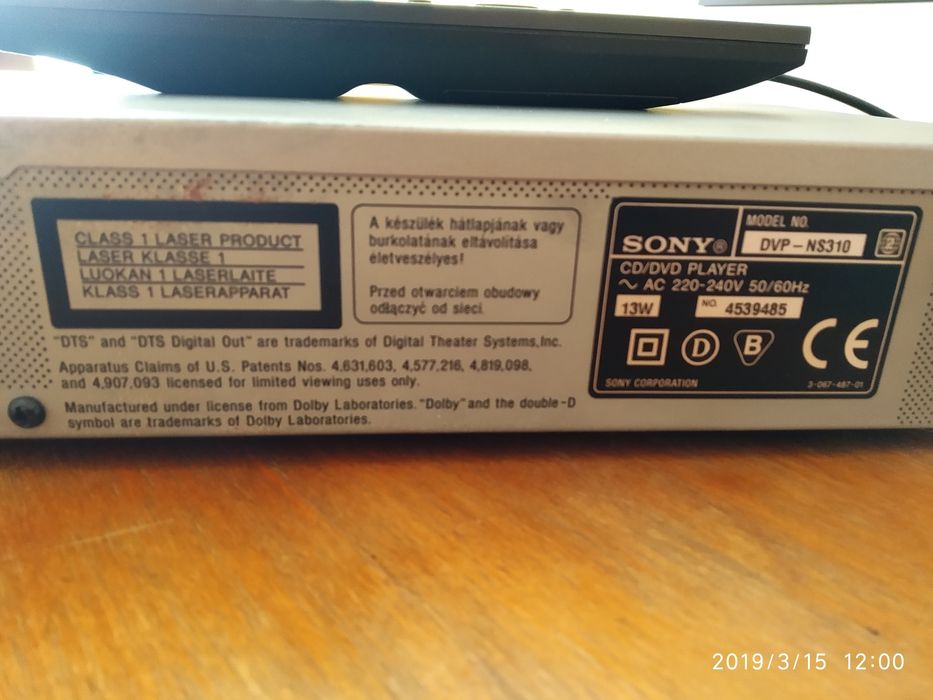 CLASS 1 LASER PRODUCT
LASER KLASSE 1
LUOKAN 1 LASERLAITE
KLASS 1 LASERAPPARAT
A készülék hátlapjának vagy
burkolatának eltávolítása
életveszélyes!
Przed otwarciem obudowy
odłączyć od sieci.
"DTS" and "DTS Digital Out" are trademarks of Digital Theater Systems,Inc.
Apparatus Claims of U.S. Patents Nos. 4,631,603, 4,577,216, 4,819,098,
and 4,907,093 licensed for limited viewing uses only.
Manufactured under license from Dolby Laboratories. "Dolby" and the double-D
symbol are trademarks of Dolby Laboratories.
SONY®
MODEL NO.
DVP-NS310
2
CD/DVD PLAYER
~ AC 220-240V 50/60Hz
13W
NO. 4539485
D
B
CE
SONY CORPORATION
3-067-487-01
2019/3/15 12:00